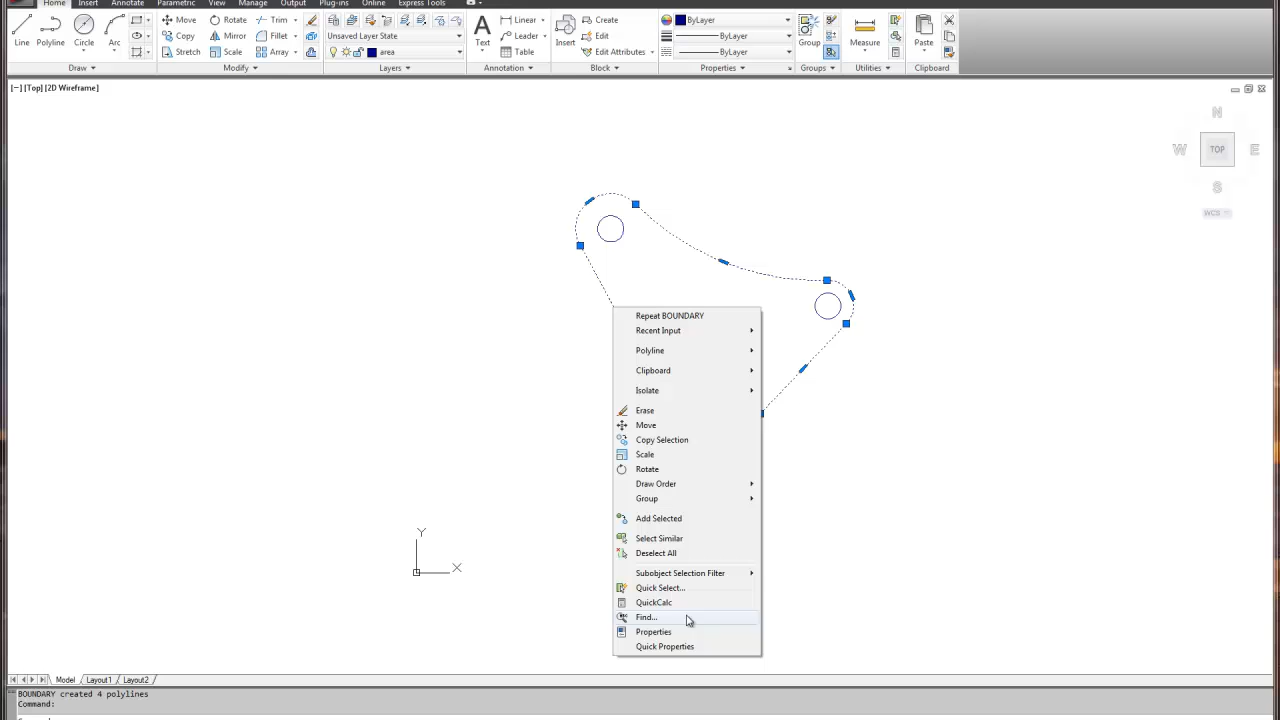 Home Insert Annotate Parametric View Manage Output Plug-ins Online Express Tools
Line Polyline Circle Arc
Move Rotate Trim
Copy Mirror Fillet
Stretch Scale Array
Unsaved Layer State
area
Text
Linear
Leader
Table
Insert
Create
Edit
Edit Attributes
ByLayer
ByLayer
ByLayer
Group
Measure
Paste
Draw Modify Layers Annotation Block Properties Groups Utilities Clipboard
[−] [Top] [2D Wireframe]
N
W TOP E
S
WCS
Repeat BOUNDARY
Recent Input
Polyline
Clipboard
Isolate
Erase
Move
Copy Selection
Scale
Rotate
Draw Order
Group
Add Selected
Select Similar
Deselect All
Subobject Selection Filter
Quick Select...
QuickCalc
Find...
Properties
Quick Properties
Y
X
Model Layout1 Layout2
BOUNDARY created 4 polylines
Command: